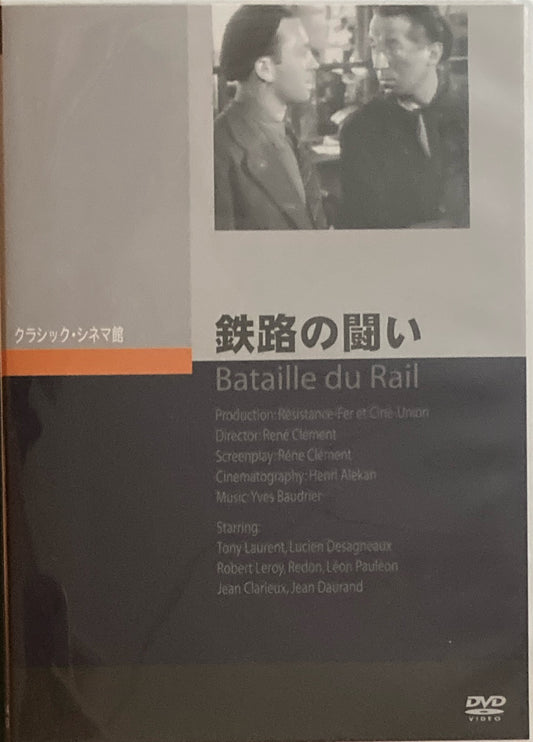 クラシック・シネマ館
鉄路の闘い
Bataille du Rail
Production: Résistance-Fer et Ciné-Union
Director: René Clément
Screenplay: Réne Clément
Cinematography: Henri Alekan
Music: Yves Baudrier
Starring:
Tony Laurent, Lucien Desagneaux
Robert Leroy, Redon, Léon Pauleon
Jean Clarieux, Jean Daurand
DVD
VIDEO